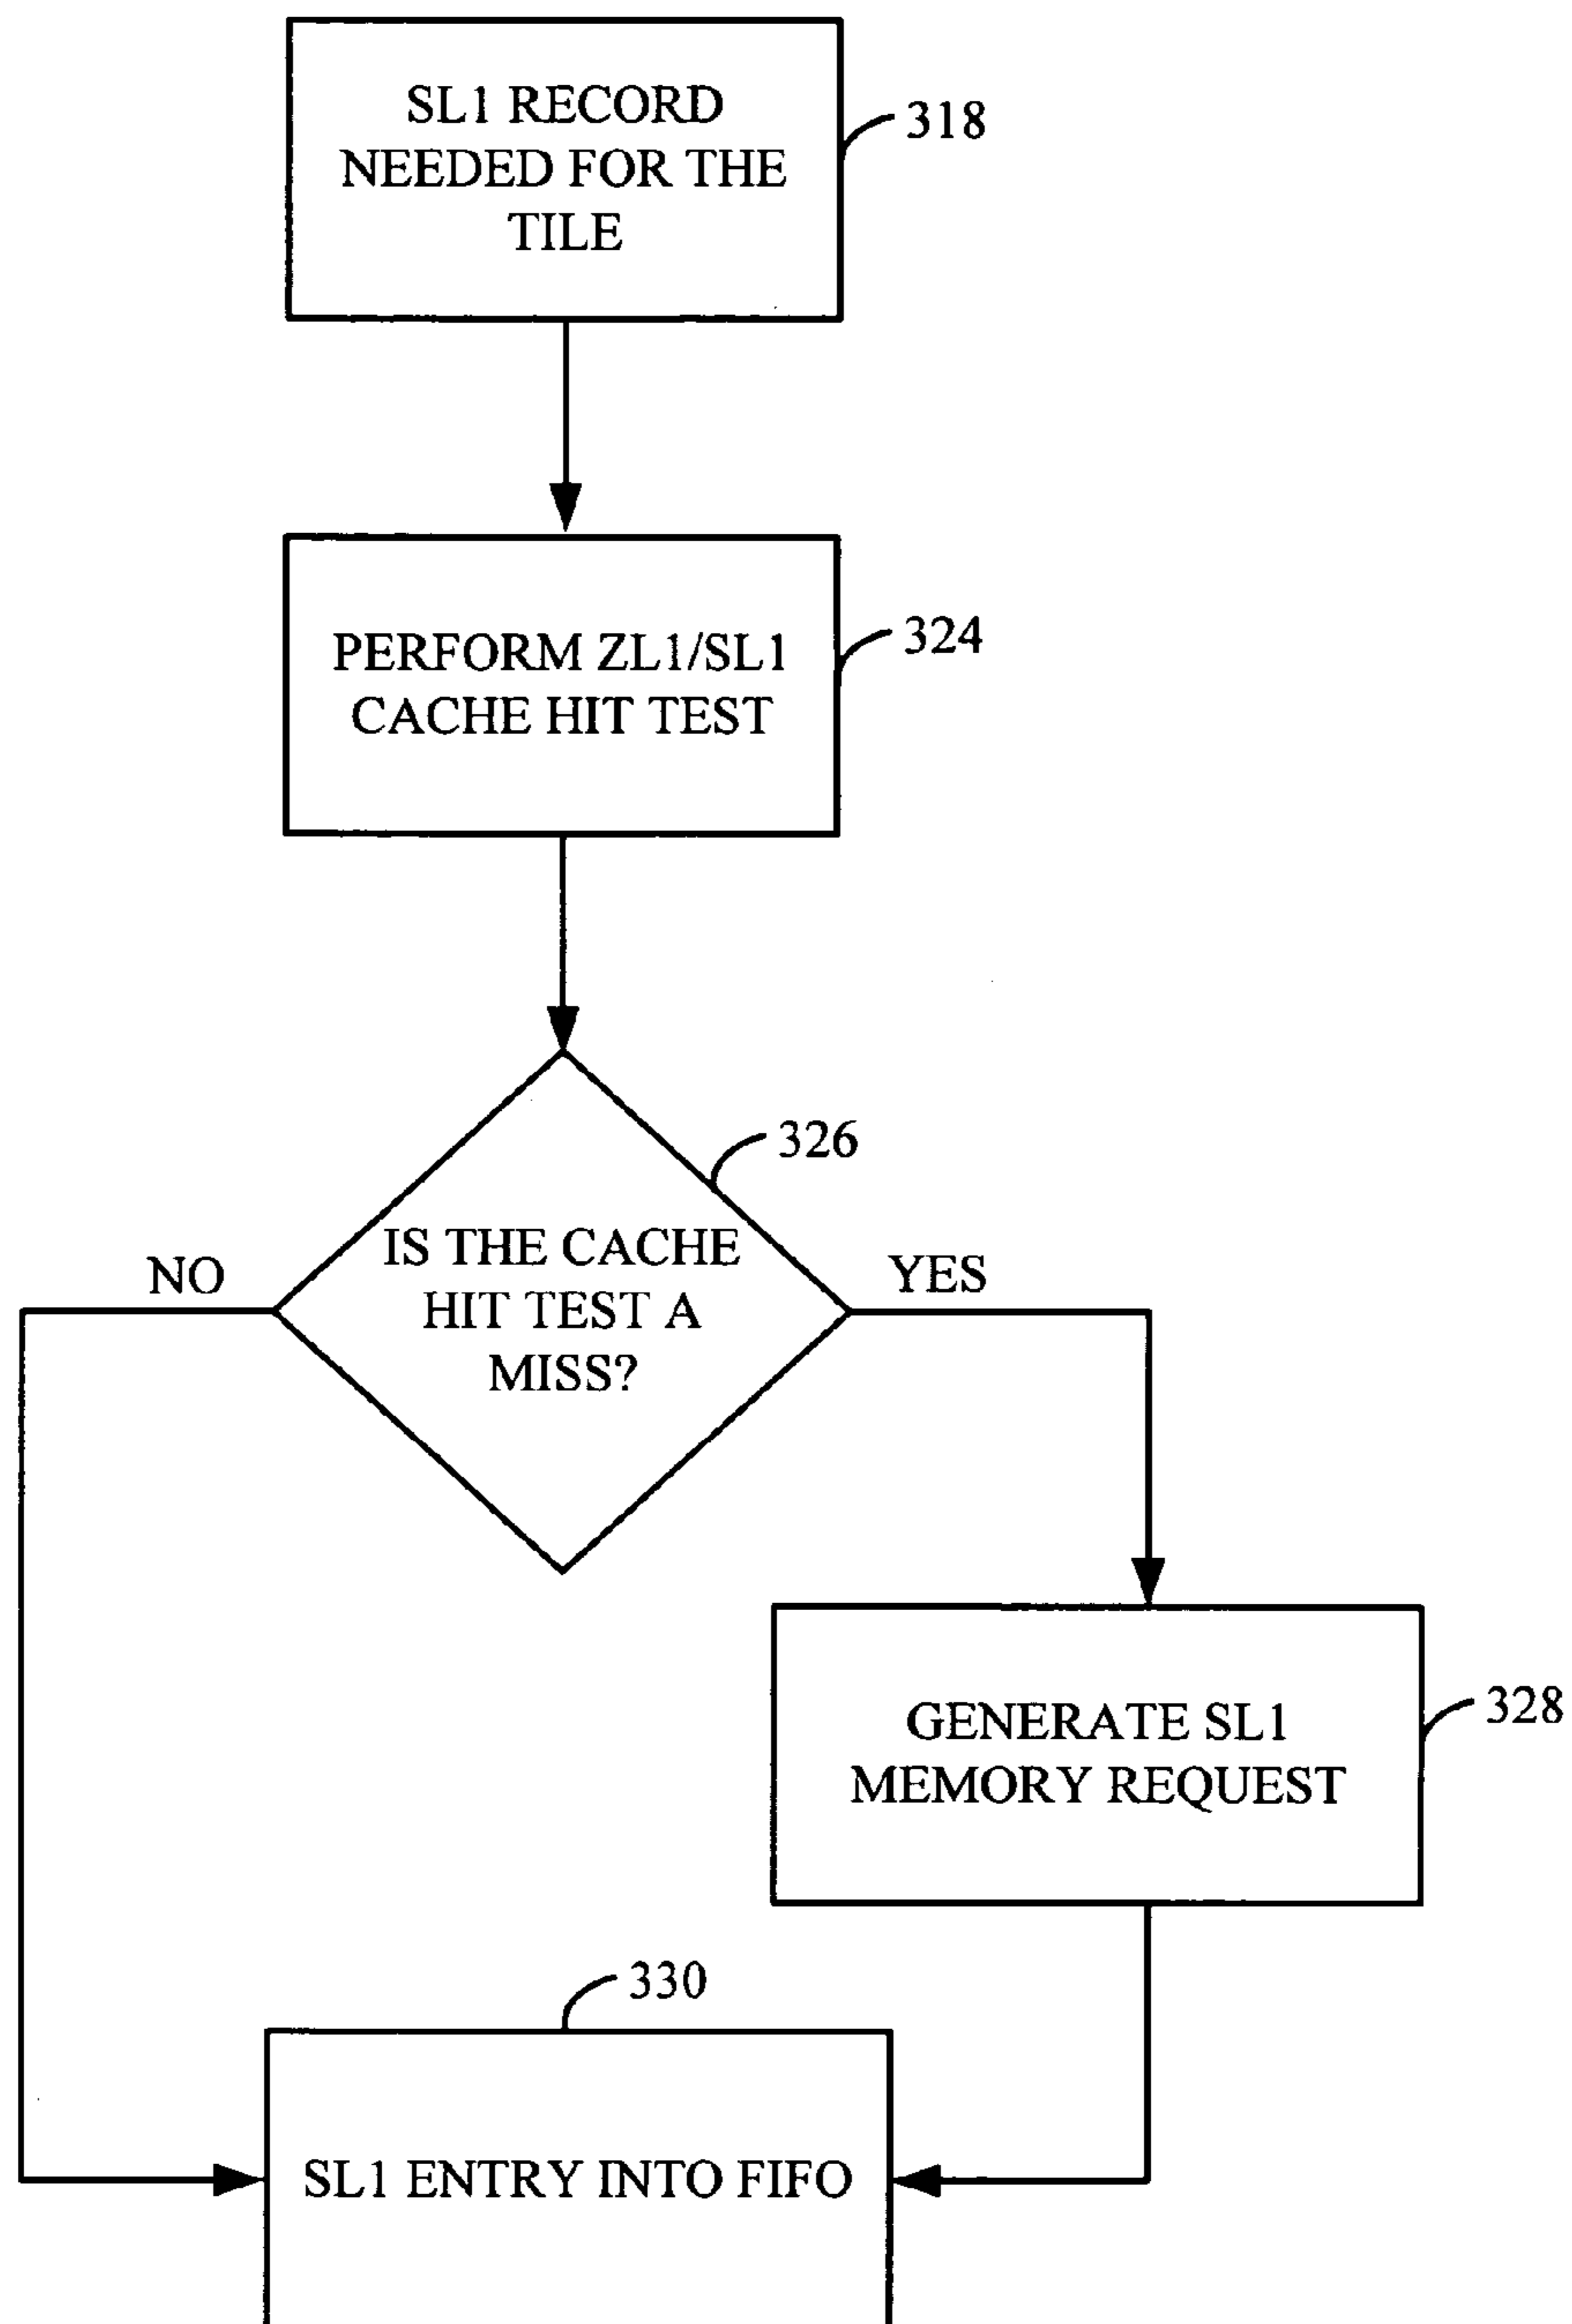 SL1 RECORD
NEEDED FOR THE
TILE
318
PERFORM ZL1/SL1
CACHE HIT TEST
324
326
IS THE CACHE
HIT TEST A
MISS?
NO
YES
GENERATE SL1
MEMORY REQUEST
328
330
SL1 ENTRY INTO FIFO